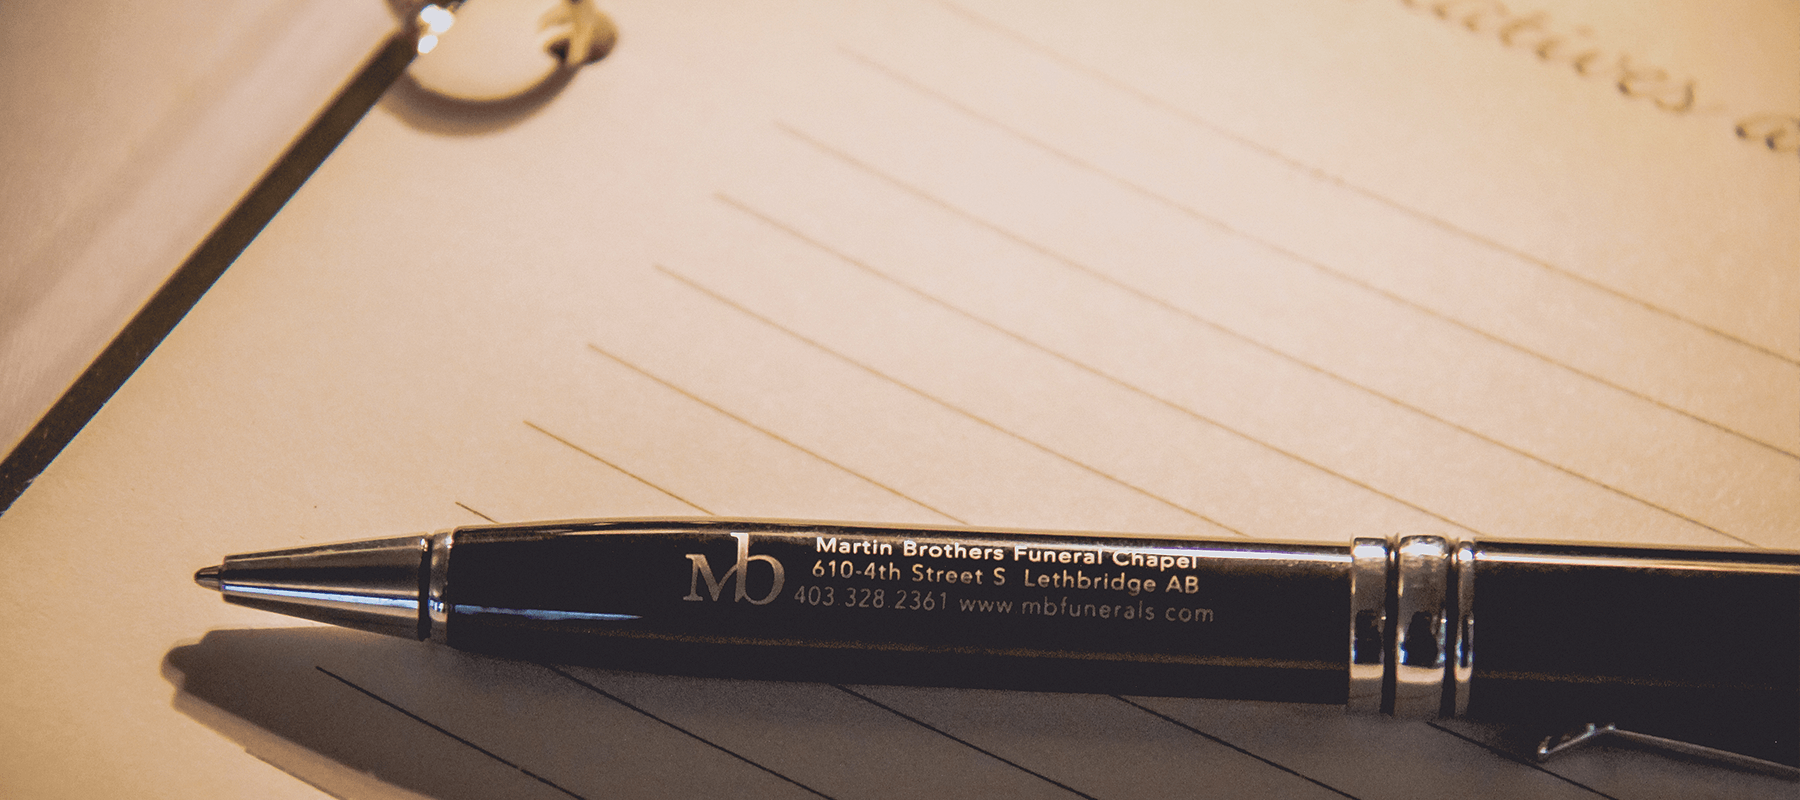 Mb
Martin Brothers Funeral Chapel
610-4th Street S Lethbridge AB
403.328.2361 www.mbfunerals.com